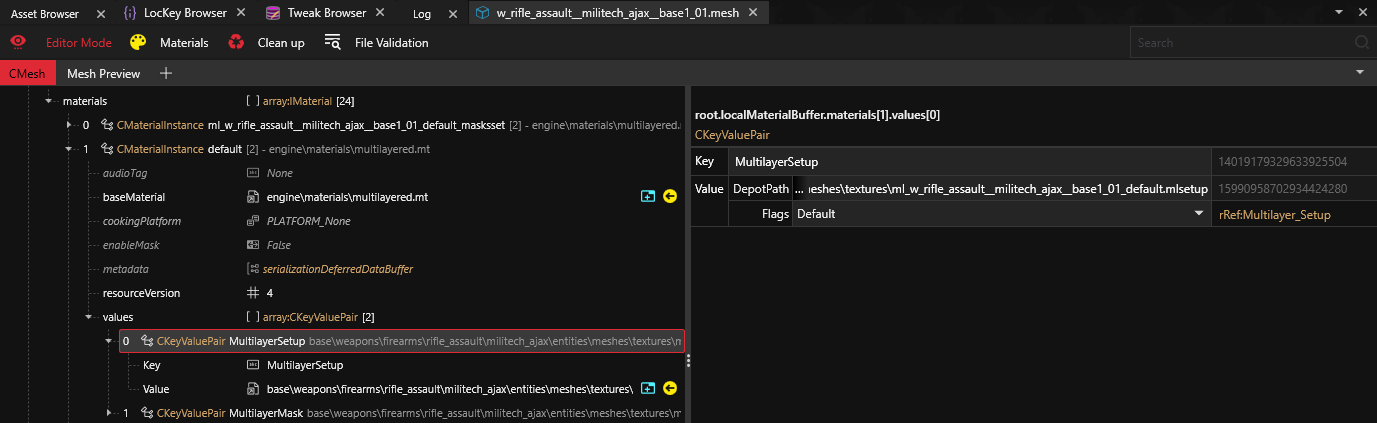 Asset Browser LocKey Browser Tweak Browser Log w_rifle_assault__militech_ajax__base1_01.mesh
Editor Mode Materials Clean up File Validation Search
CMesh Mesh Preview
materials [ ] array:IMaterial [24]
0 CMaterialInstance ml_w_rifle_assault__militech_ajax__base1_01_default_masksset [2] - engine\materials\multilayered.
1 CMaterialInstance default [2] - engine\materials\multilayered.mt
audioTag None
baseMaterial engine\materials\multilayered.mt
cookingPlatform PLATFORM_None
enableMask False
metadata serializationDeferredDataBuffer
resourceVersion 4
values [ ] array:CKeyValuePair [2]
0 CKeyValuePair MultilayerSetup base\weapons\firearms\rifle_assault\militech_ajax\entities\meshes\textures\m
Key MultilayerSetup
Value base\weapons\firearms\rifle_assault\militech_ajax\entities\meshes\textures\
1 CKeyValuePair MultilayerMask base\weapons\firearms\rifle_assault\militech_ajax\entities\meshes\textures\m
root.localMaterialBuffer.materials[1].values[0]
CKeyValuePair
Key MultilayerSetup 14019179329633925504
Value DepotPath ... neshes\textures\ml_w_rifle_assault__militech_ajax__base1_01_default.mlsetup 15990958702934424280
Flags Default rRef:Multilayer_Setup